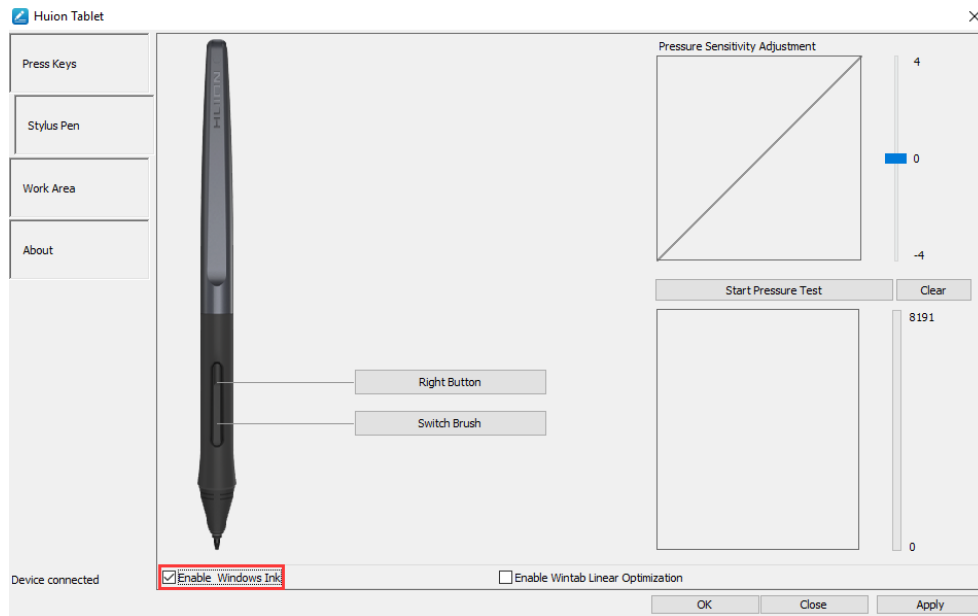 Huion Tablet
Press Keys
Stylus Pen
Work Area
About
Device connected
HUION
Right Button
Switch Brush
Pressure Sensitivity Adjustment
4
0
-4
Start Pressure Test
Clear
8191
0
Enable Windows Ink
Enable Wintab Linear Optimization
OK
Close
Apply